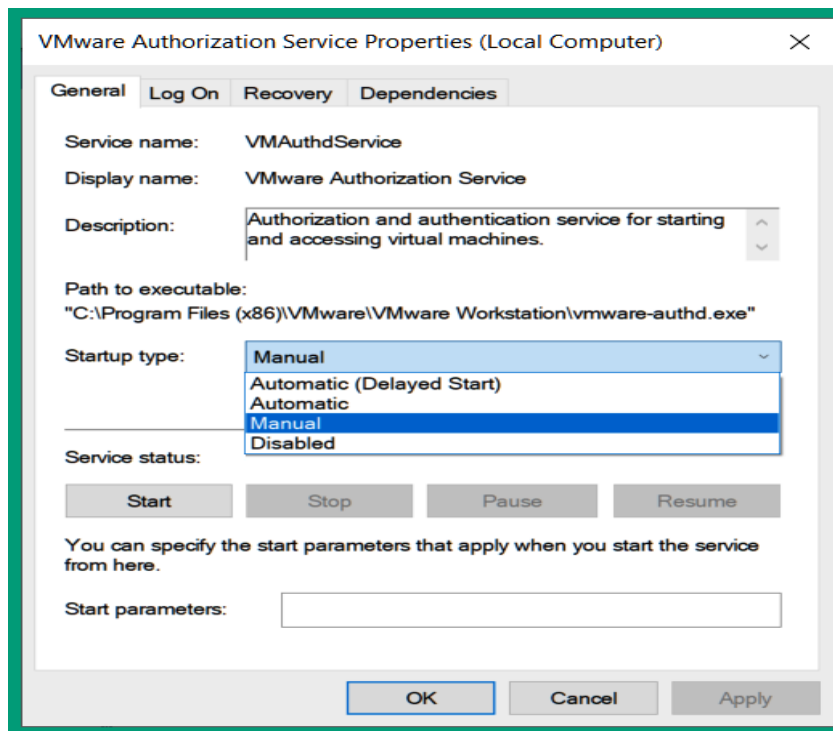 VMware Authorization Service Properties (Local Computer)
General Log On Recovery Dependencies
Service name: VMAuthdService
Display name: VMware Authorization Service
Description: Authorization and authentication service for starting
and accessing virtual machines.
Path to executable:
"C:\Program Files (x86)\VMware\VMware Workstation\vmware-authd.exe"
Startup type: Manual
Automatic (Delayed Start)
Automatic
Manual
Disabled
Service status:
Start Stop Pause Resume
You can specify the start parameters that apply when you start the service
from here.
Start parameters:
OK Cancel Apply